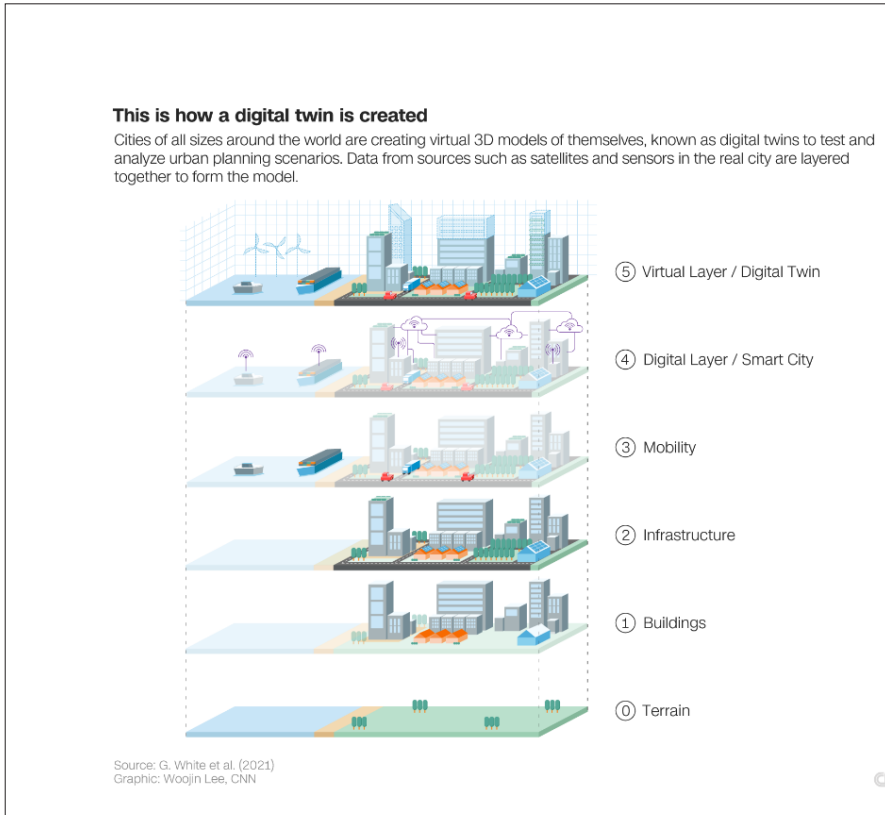 This is how a digital twin is created
Cities of all sizes around the world are creating virtual 3D models of themselves, known as digital twins to test and
analyze urban planning scenarios. Data from sources such as satellites and sensors in the real city are layered
together to form the model.
5 Virtual Layer / Digital Twin
4 Digital Layer / Smart City
3 Mobility
2 Infrastructure
1 Buildings
0 Terrain
Source: G. White et al. (2021)
Graphic: Woojin Lee, CNN